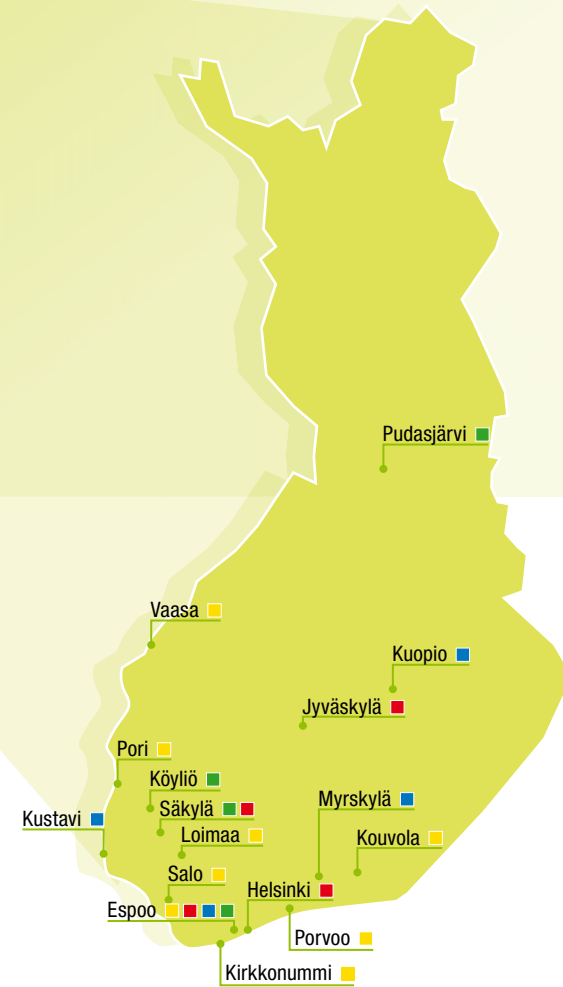 Pudasjärvi
Vaasa
Kuopio
Jyväskylä
Pori
Köyliö
Säkylä
Myrskylä
Kustavi
Loimaa
Kouvola
Salo
Helsinki
Espoo
Porvoo
Kirkkonummi